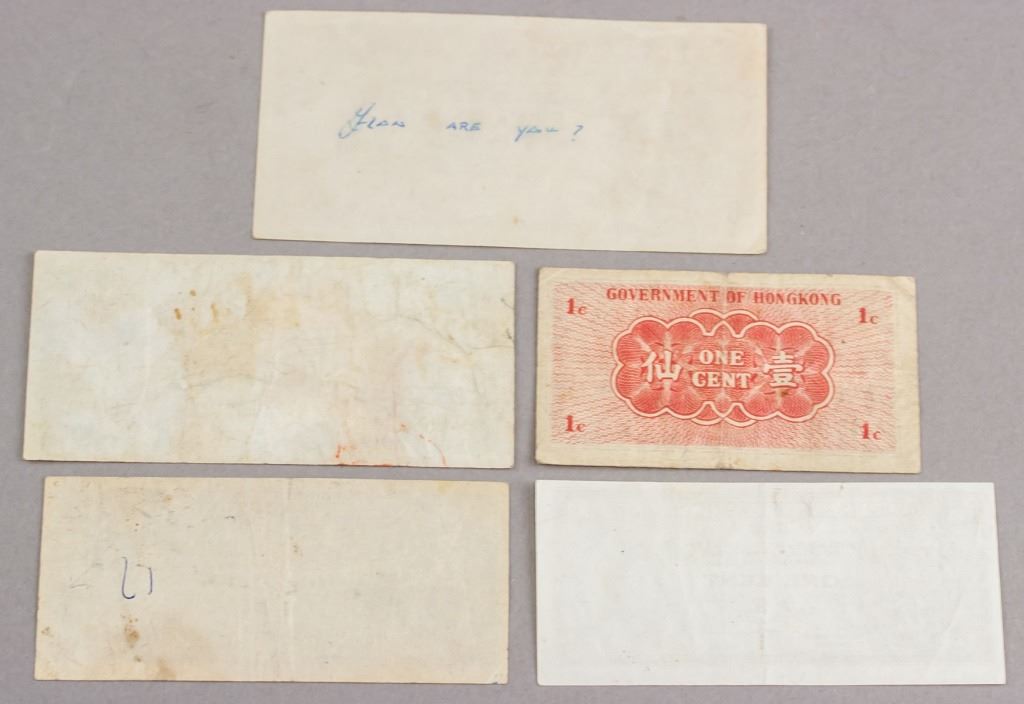 are you?
GOVERNMENT OF HONGKONG
1c 1c
仙 ONE CENT 壹
1c 1c